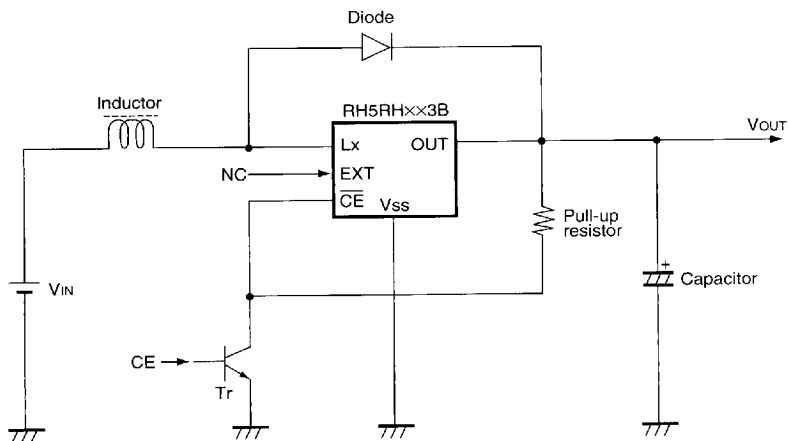 Diode
Inductor
RH5RH××3B
Lx
OUT
VOUT
NC
EXT
CE
Vss
Pull-up
resistor
+
Capacitor
VIN
CE
Tr